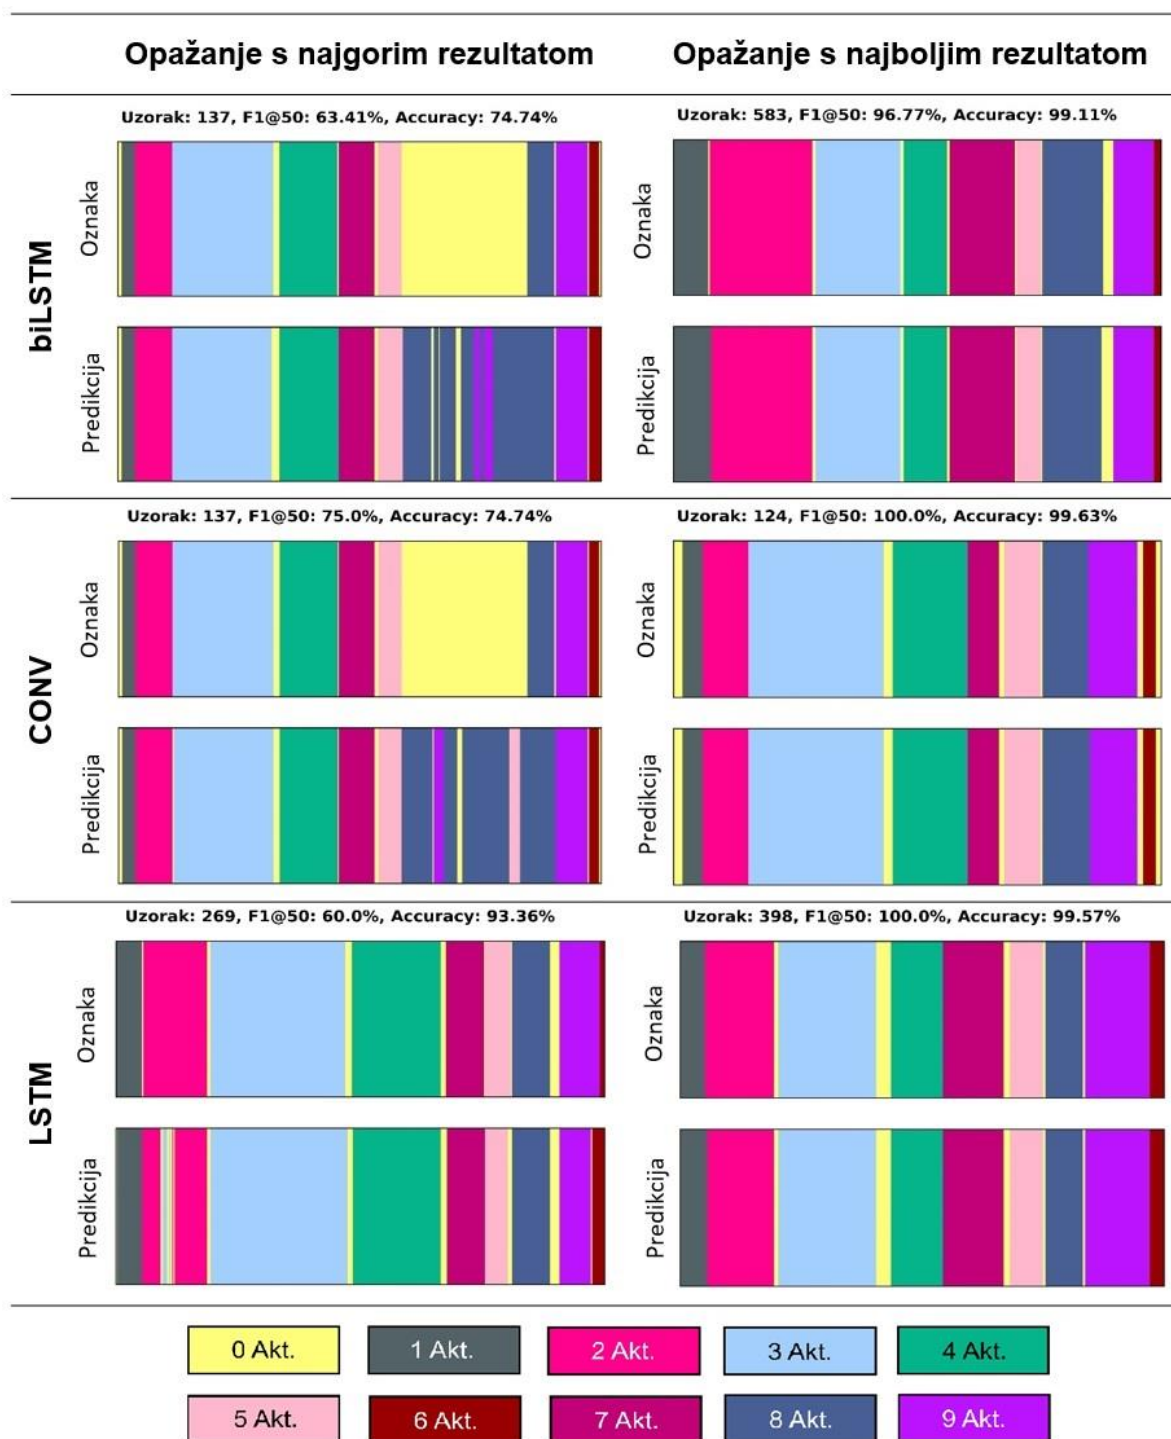 Opažanje s najgorim rezultatom
Opažanje s najboljim rezultatom
biLSTM
Uzorak: 137, F1@50: 63.41%, Accuracy: 74.74%
Oznaka
Predikcija
Uzorak: 583, F1@50: 96.77%, Accuracy: 99.11%
Oznaka
Predikcija
CONV
Uzorak: 137, F1@50: 75.0%, Accuracy: 74.74%
Oznaka
Predikcija
Uzorak: 124, F1@50: 100.0%, Accuracy: 99.63%
Oznaka
Predikcija
LSTM
Uzorak: 269, F1@50: 60.0%, Accuracy: 93.36%
Oznaka
Predikcija
Uzorak: 398, F1@50: 100.0%, Accuracy: 99.57%
Oznaka
Predikcija
0 Akt.
1 Akt.
2 Akt.
3 Akt.
4 Akt.
5 Akt.
6 Akt.
7 Akt.
8 Akt.
9 Akt.